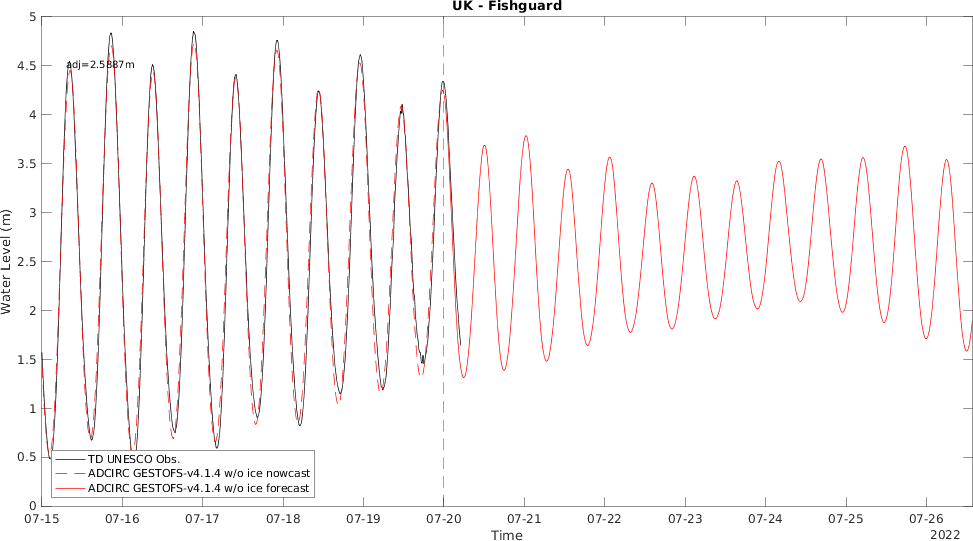 UK - Fishguard
adj=2.5887m
Water Level (m)
5
4.5
4
3.5
3
2.5
2
1.5
1
0.5
0
TD UNESCO Obs.
ADCIRC GESTOFS-v4.1.4 w/o ice nowcast
ADCIRC GESTOFS-v4.1.4 w/o ice forecast
07-15 07-16 07-17 07-18 07-19 07-20 07-21 07-22 07-23 07-24 07-25 07-26
Time
2022